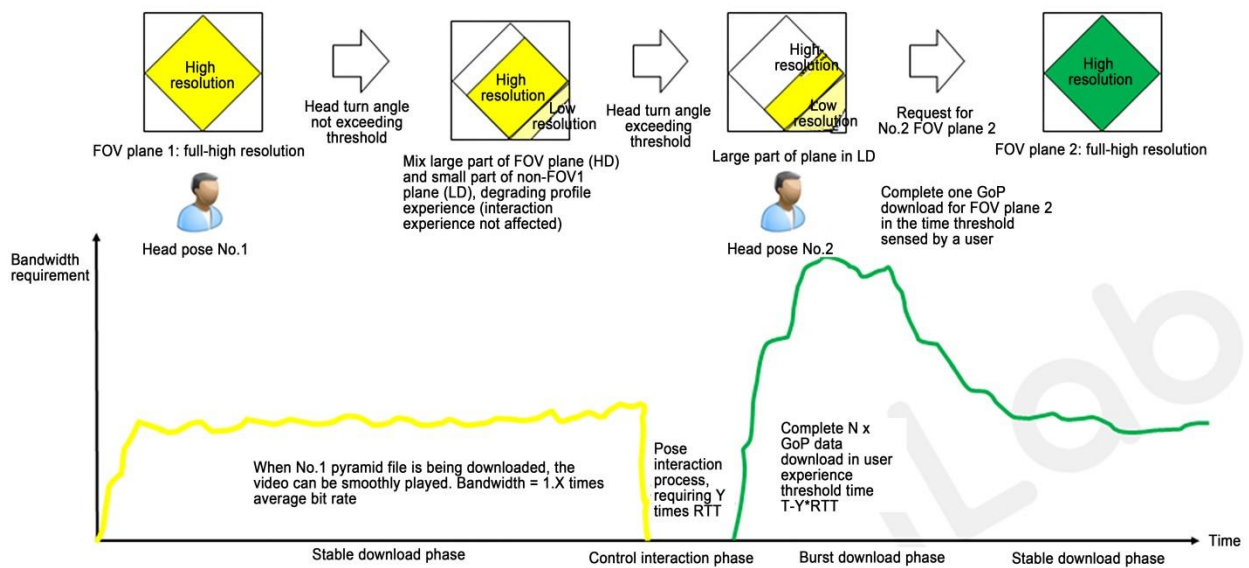 High
resolution
FOV plane 1: full-high resolution
Head turn angle
not exceeding
threshold
High
resolution
Low
resolution
Mix large part of FOV plane (HD)
and small part of non-FOV1
plane (LD), degrading profile
experience (interaction
experience not affected)
Head turn angle
exceeding
threshold
High
resolution
Low
resolution
Large part of plane in LD
Request for
No.2 FOV plane 2
High
resolution
FOV plane 2: full-high resolution
Head pose No.1
Head pose No.2
Complete one GoP
download for FOV plane 2
in the time threshold
sensed by a user
Bandwidth
requirement
When No.1 pyramid file is being downloaded, the
video can be smoothly played. Bandwidth = 1.X times
average bit rate
Pose
interaction
process,
requiring Y
times RTT
Complete N x
GoP data
download in user
experience
threshold time
T-Y*RTT
Time
Stable download phase
Control interaction phase
Burst download phase
Stable download phase
Lab